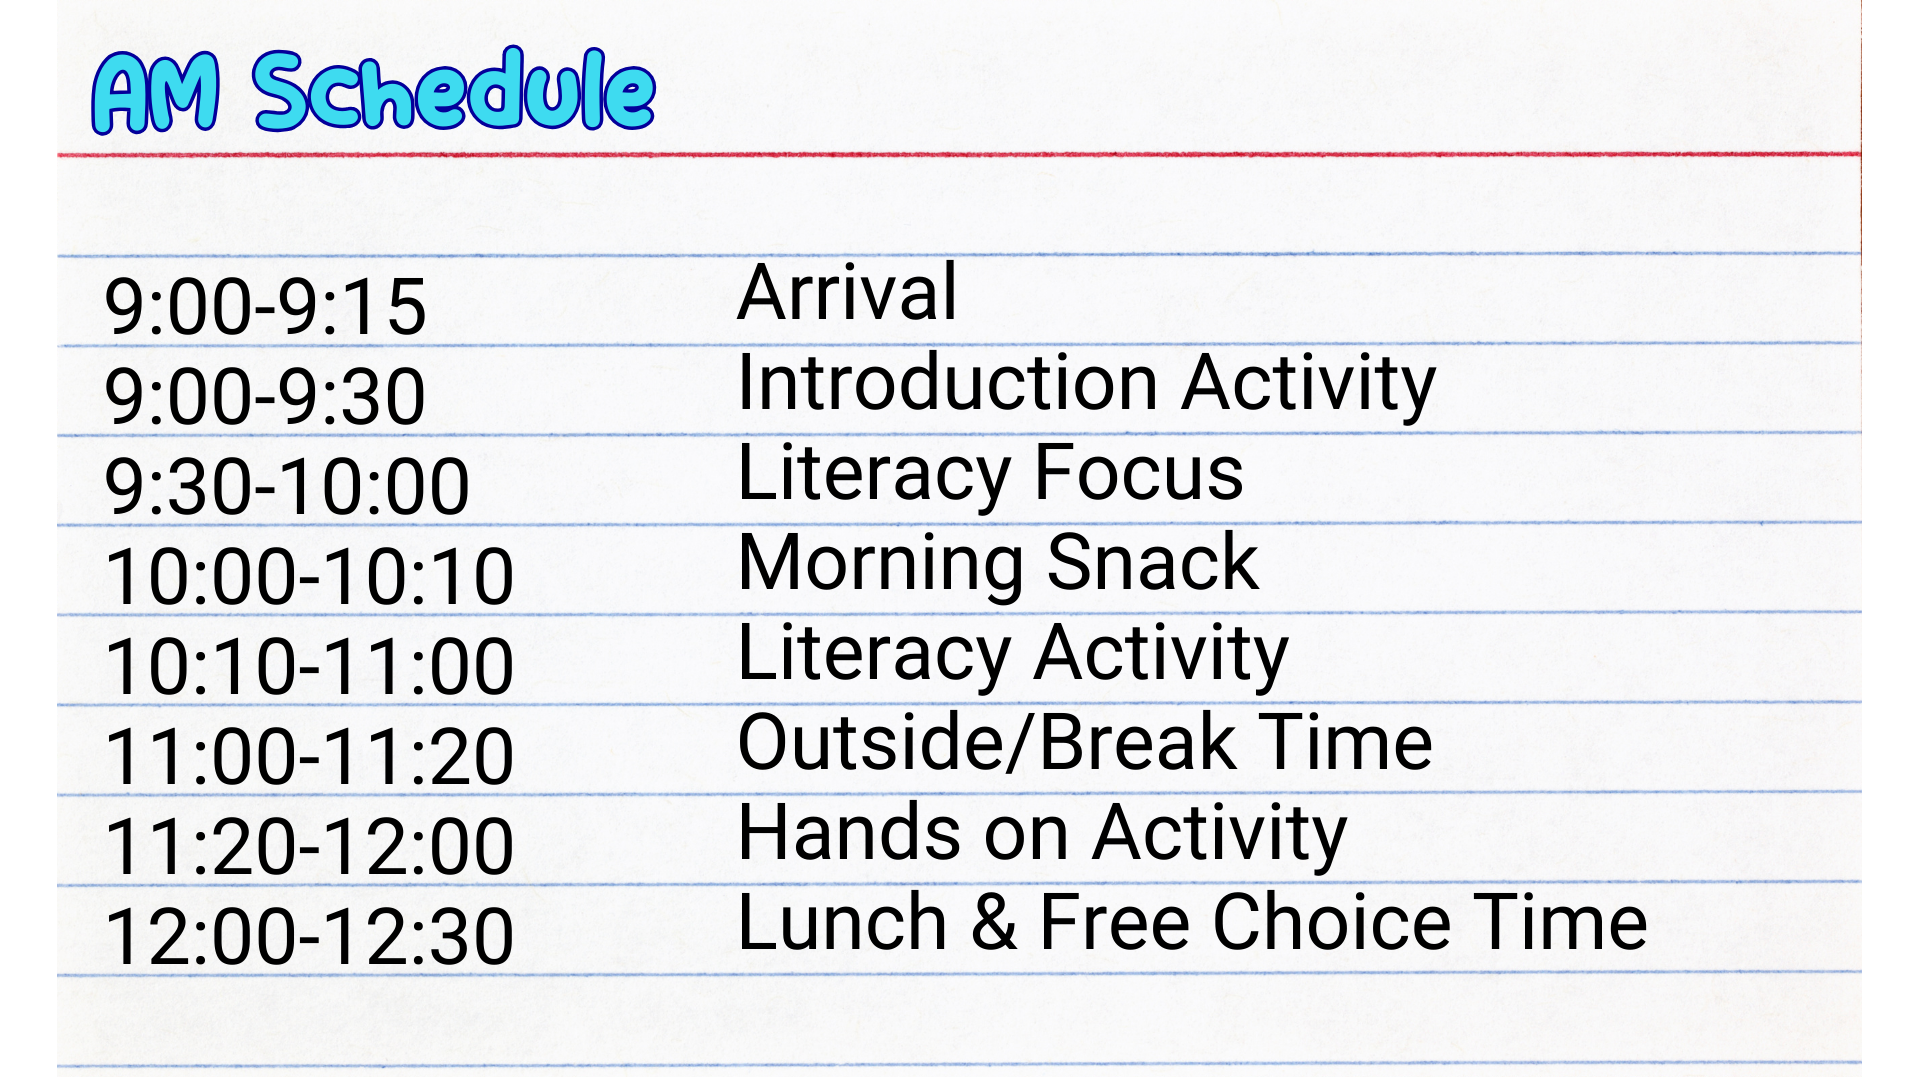 AM Schedule
9:00-9:15 Arrival
9:00-9:30 Introduction Activity
9:30-10:00 Literacy Focus
10:00-10:10 Morning Snack
10:10-11:00 Literacy Activity
11:00-11:20 Outside/Break Time
11:20-12:00 Hands on Activity
12:00-12:30 Lunch & Free Choice Time